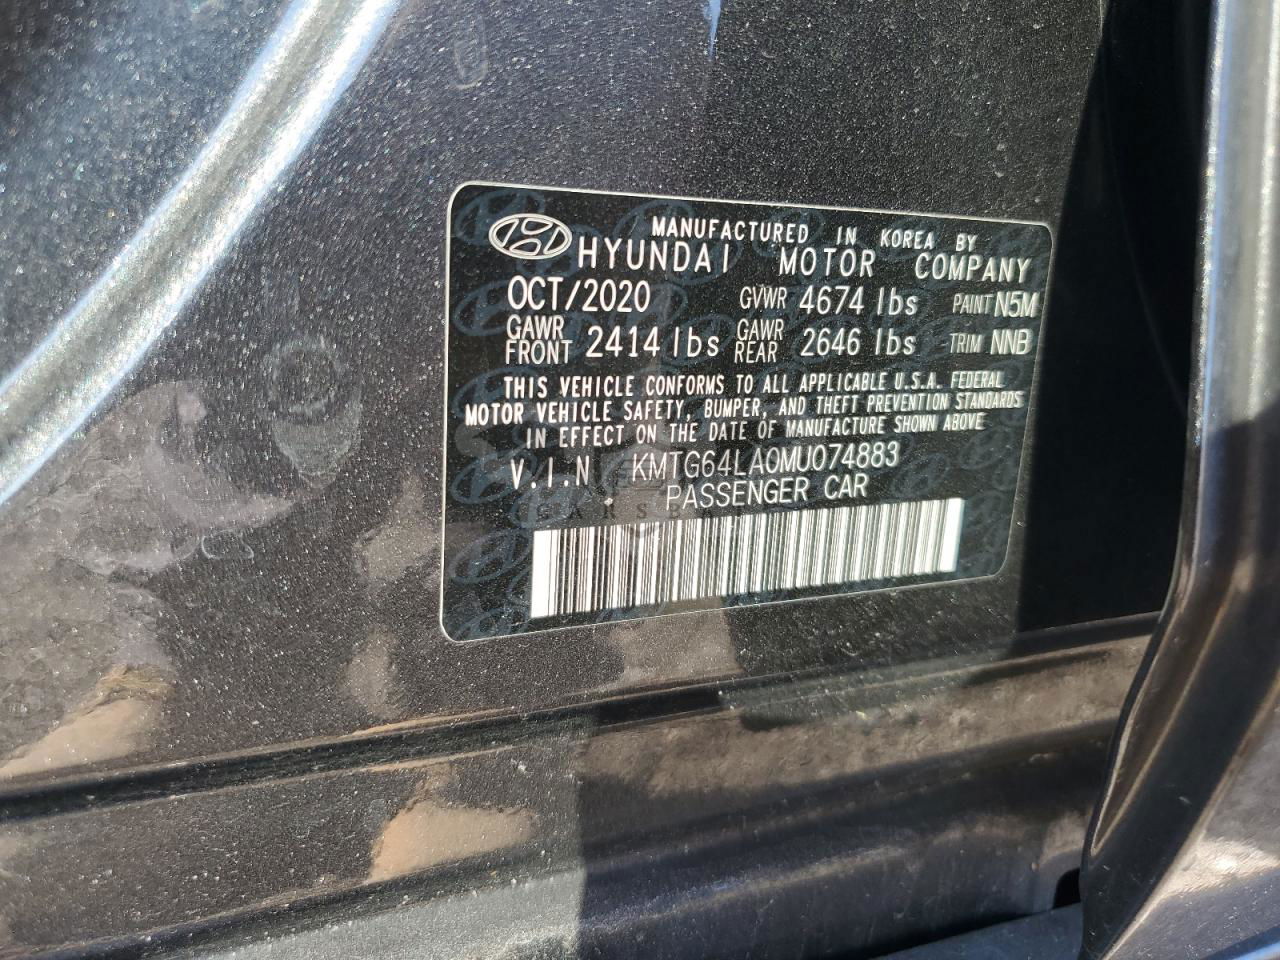 MANUFACTURED IN KOREA BY
HYUNDAI MOTOR COMPANY
OCT/2020 GVWR 4674 lbs PAINT N5M
GAWR FRONT 2414 lbs GAWR REAR 2646 lbs TRIM NNB
THIS VEHICLE CONFORMS TO ALL APPLICABLE U.S.A. FEDERAL
MOTOR VEHICLE SAFETY, BUMPER, AND THEFT PREVENTION STANDARDS
IN EFFECT ON THE DATE OF MANUFACTURE SHOWN ABOVE
V.I.N. : KMTG64LA0MU074883
PASSENGER CAR